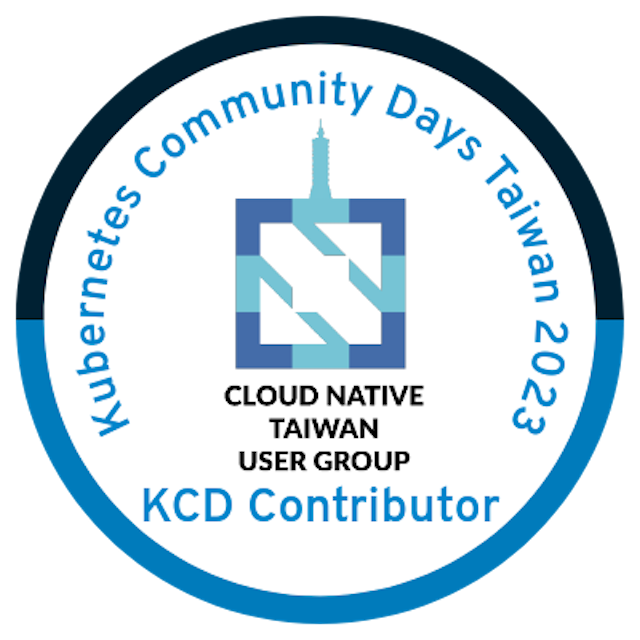 Kubernetes Community Days Taiwan 2023
CLOUD NATIVE
TAIWAN
USER GROUP
KCD Contributor